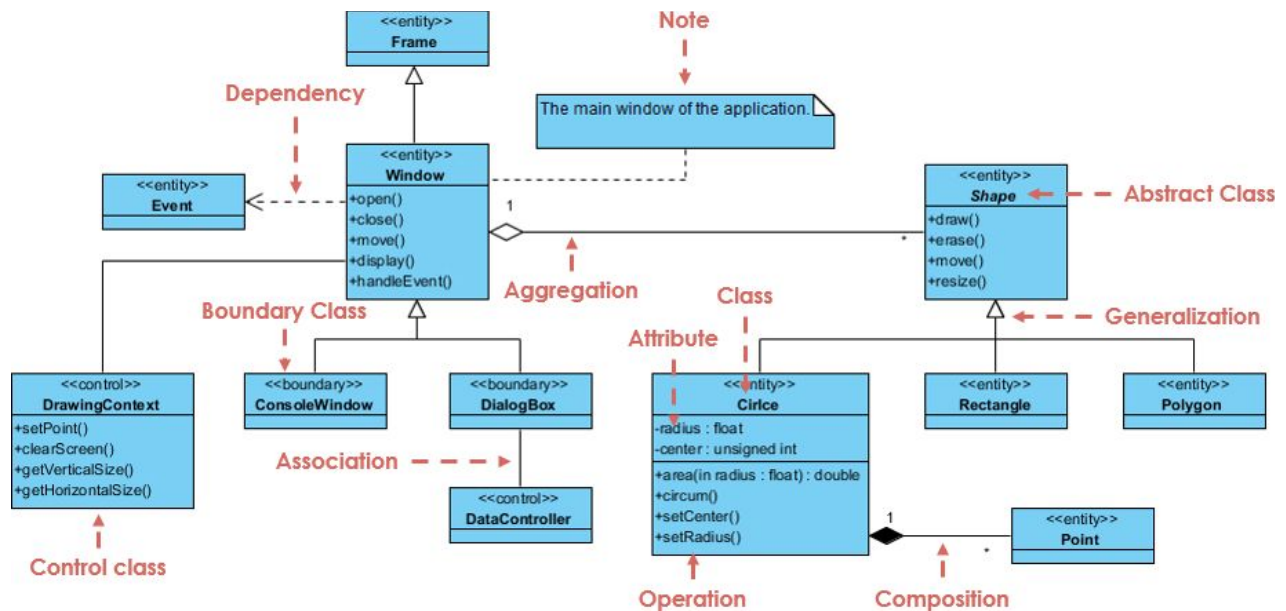 <<entity>>
Frame
Note
Dependency
The main window of the application.
<<entity>>
Window
+open()
+close()
+move()
+display()
+handleEvent()
<<entity>>
Event
1
*
Aggregation
<<entity>>
Shape
+draw()
+erase()
+move()
+resize()
Abstract Class
Boundary Class
Class
Attribute
Generalization
<<control>>
DrawingContext
+setPoint()
+clearScreen()
+getVerticalSize()
+getHorizontalSize()
<<boundary>>
ConsoleWindow
<<boundary>>
DialogBox
<<entity>>
Cirlce
-radius : float
-center : unsigned int
+area(in radius : float) : double
+circum()
+setCenter()
+setRadius()
<<entity>>
Rectangle
<<entity>>
Polygon
Association
<<control>>
DataController
1
*
<<entity>>
Point
Control class
Operation
Composition